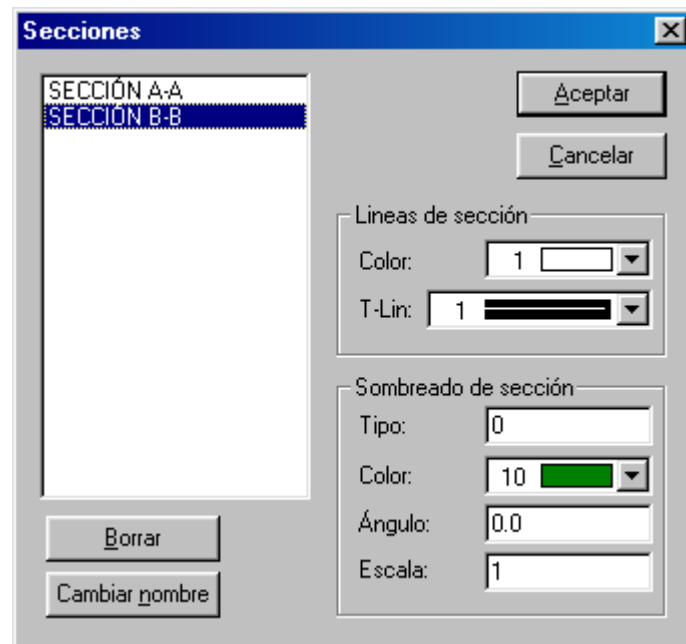 Secciones
SECCIÓN A-A
SECCIÓN B-B
Aceptar
Cancelar
Lineas de sección
Color: 1
T-Lin: 1
Sombreado de sección
Tipo: 0
Color: 10
Ángulo: 0.0
Escala: 1
Borrar
Cambiar nombre